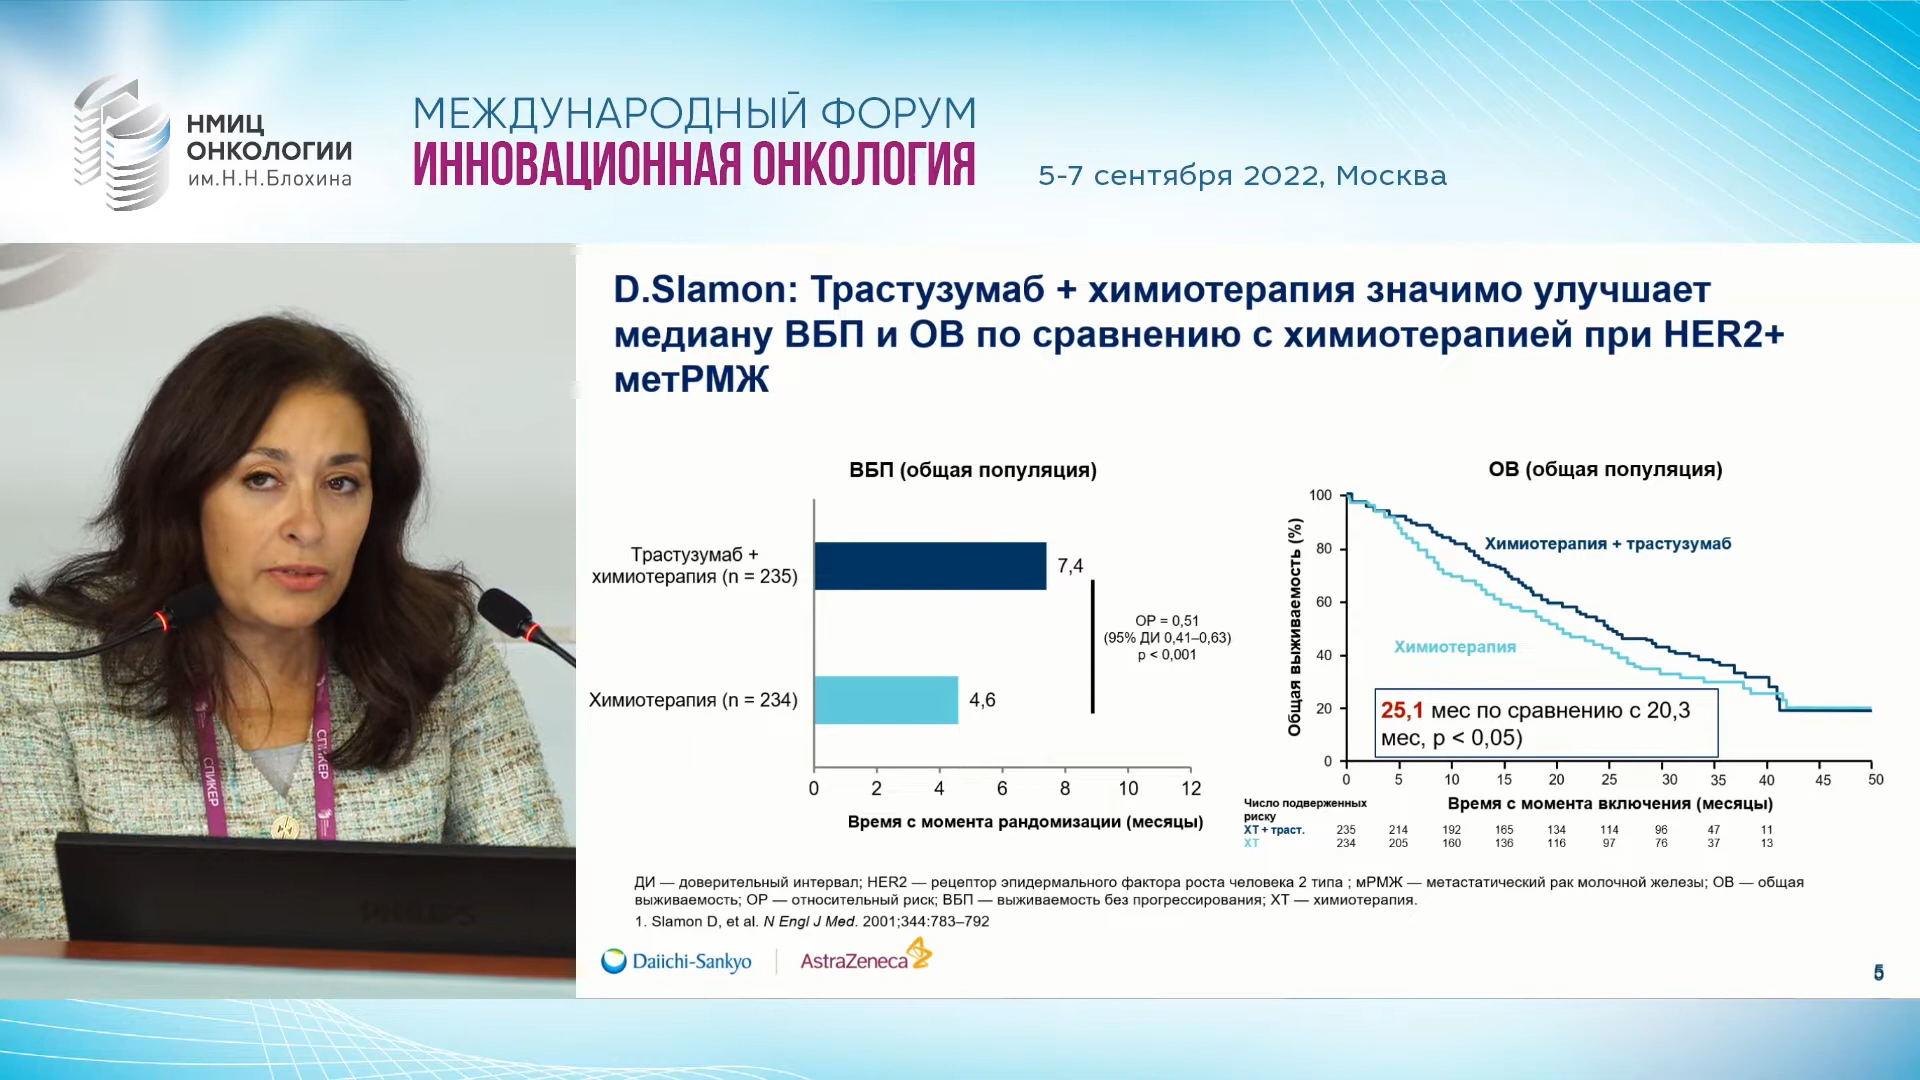 НМИЦ
ОНКОЛОГИИ
им.Н.Н.Блохина
МЕЖДУНАРОДНЫЙ ФОРУМ
ИННОВАЦИОННАЯ ОНКОЛОГИЯ
5-7 сентября 2022, Москва
D.Slamon: Трастузумаб + химиотерапия значимо улучшает
медиану ВБП и ОВ по сравнению с химиотерапией при HER2+
метРМЖ
ВБП (общая популяция)
Трастузумаб +
химиотерапия (n = 235)
7,4
ОР = 0,51
(95% ДИ 0,41–0,63)
p < 0,001
Химиотерапия (n = 234)
4,6
0 2 4 6 8 10 12
Время с момента рандомизации (месяцы)
ОВ (общая популяция)
Общая выживаемость (%)
100
80
60
40
20
0
Химиотерапия + трастузумаб
Химиотерапия
25,1 мес по сравнению с 20,3
мес, p < 0,05)
0 5 10 15 20 25 30 35 40 45 50
Время с момента включения (месяцы)
Число подверженных
риску
ХТ + траст. 235 214 192 165 134 114 96 47 11
ХТ 234 205 160 136 116 97 76 37 13
ДИ — доверительный интервал; HER2 — рецептор эпидермального фактора роста человека 2 типа ; мРМЖ — метастатический рак молочной железы; ОВ — общая
выживаемость; ОР — относительный риск; ВБП — выживаемость без прогрессирования; ХТ — химиотерапия.
1. Slamon D, et al. N Engl J Med. 2001;344:783–792
Daiichi-Sankyo
AstraZeneca
5
СПИКЕР
СПИКЕР
PHILIPS